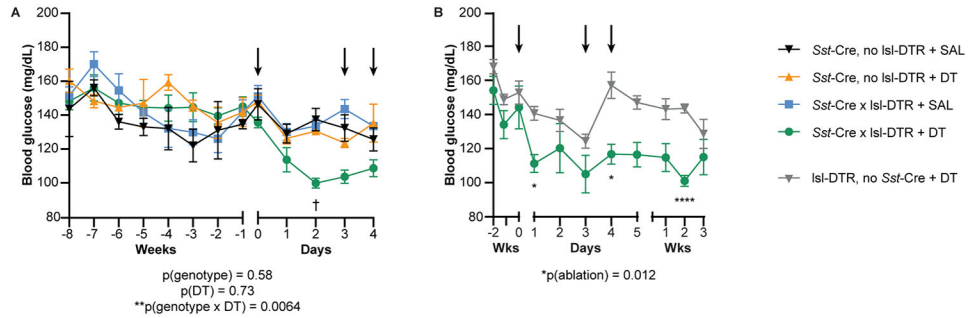 A
Blood glucose (mg/dL)
200
180
160
140
120
100
80
60
-8 -7 -6 -5 -4 -3 -2 -1 0 1 2 3 4
†
Weeks Days
p(genotype) = 0.58
p(DT) = 0.73
**p(genotype x DT) = 0.0064
B
Blood glucose (mg/dL)
200
180
160
140
120
100
80
60
* * ****
-2 0 1 2 3 4 5 1 2 3
Wks Days Wks
*p(ablation) = 0.012
Sst-Cre, no lsl-DTR + SAL
Sst-Cre, no lsl-DTR + DT
Sst-Cre x lsl-DTR + SAL
Sst-Cre x lsl-DTR + DT
lsl-DTR, no Sst-Cre + DT